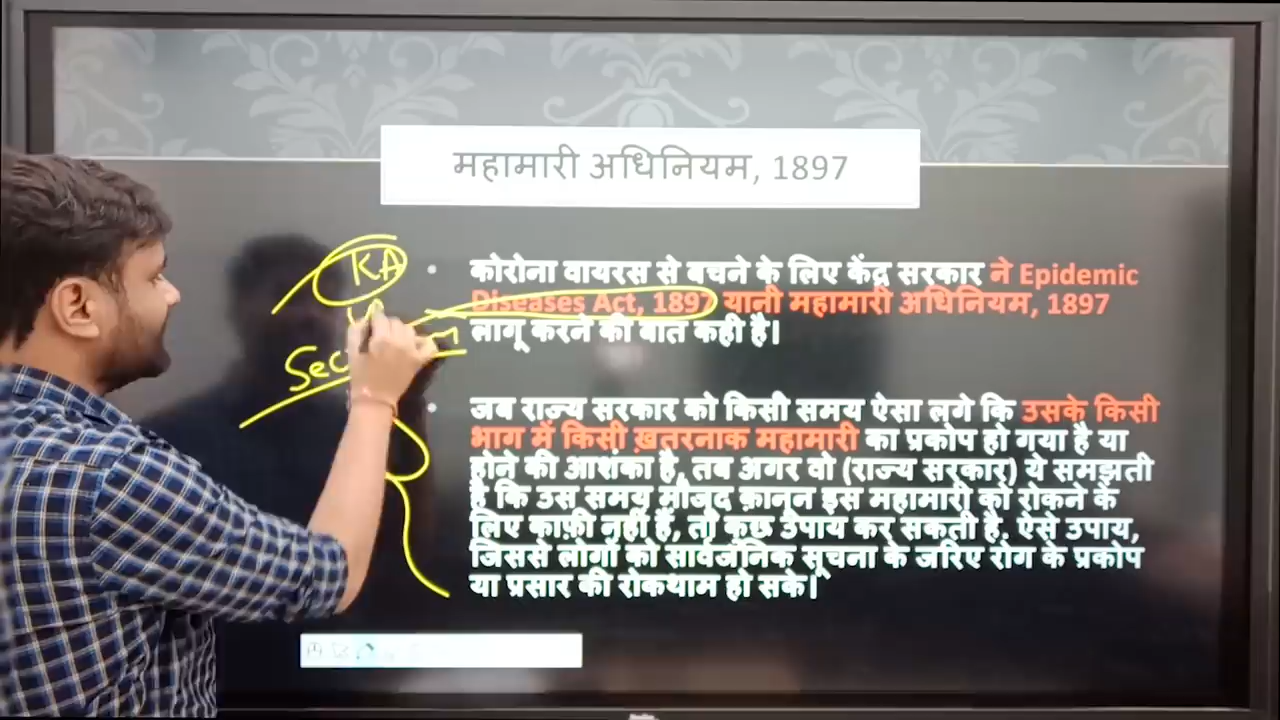 महामारी अधिनियम, 1897
KA
कोरोना वायरस से बचने के लिए केंद्र सरकार ने Epidemic
Diseases Act, 1897 यानी महामारी अधिनियम, 1897
लागू करने की बात कही है।
जब राज्य सरकार को किसी समय ऐसा लगे कि उसके किसी
भाग में किसी ख़तरनाक महामारी का प्रकोप हो गया है या
होने की आशंका है, तब अगर वो (राज्य सरकार) ये समझती
है कि उस समय मौजूद क़ानून इस महामारी को रोकने के
लिए काफ़ी नहीं हैं, तो कुछ उपाय कर सकती है. ऐसे उपाय,
जिससे लोगों को सार्वजनिक सूचना के जरिए रोग के प्रकोप
या प्रसार की रोकथाम हो सके।